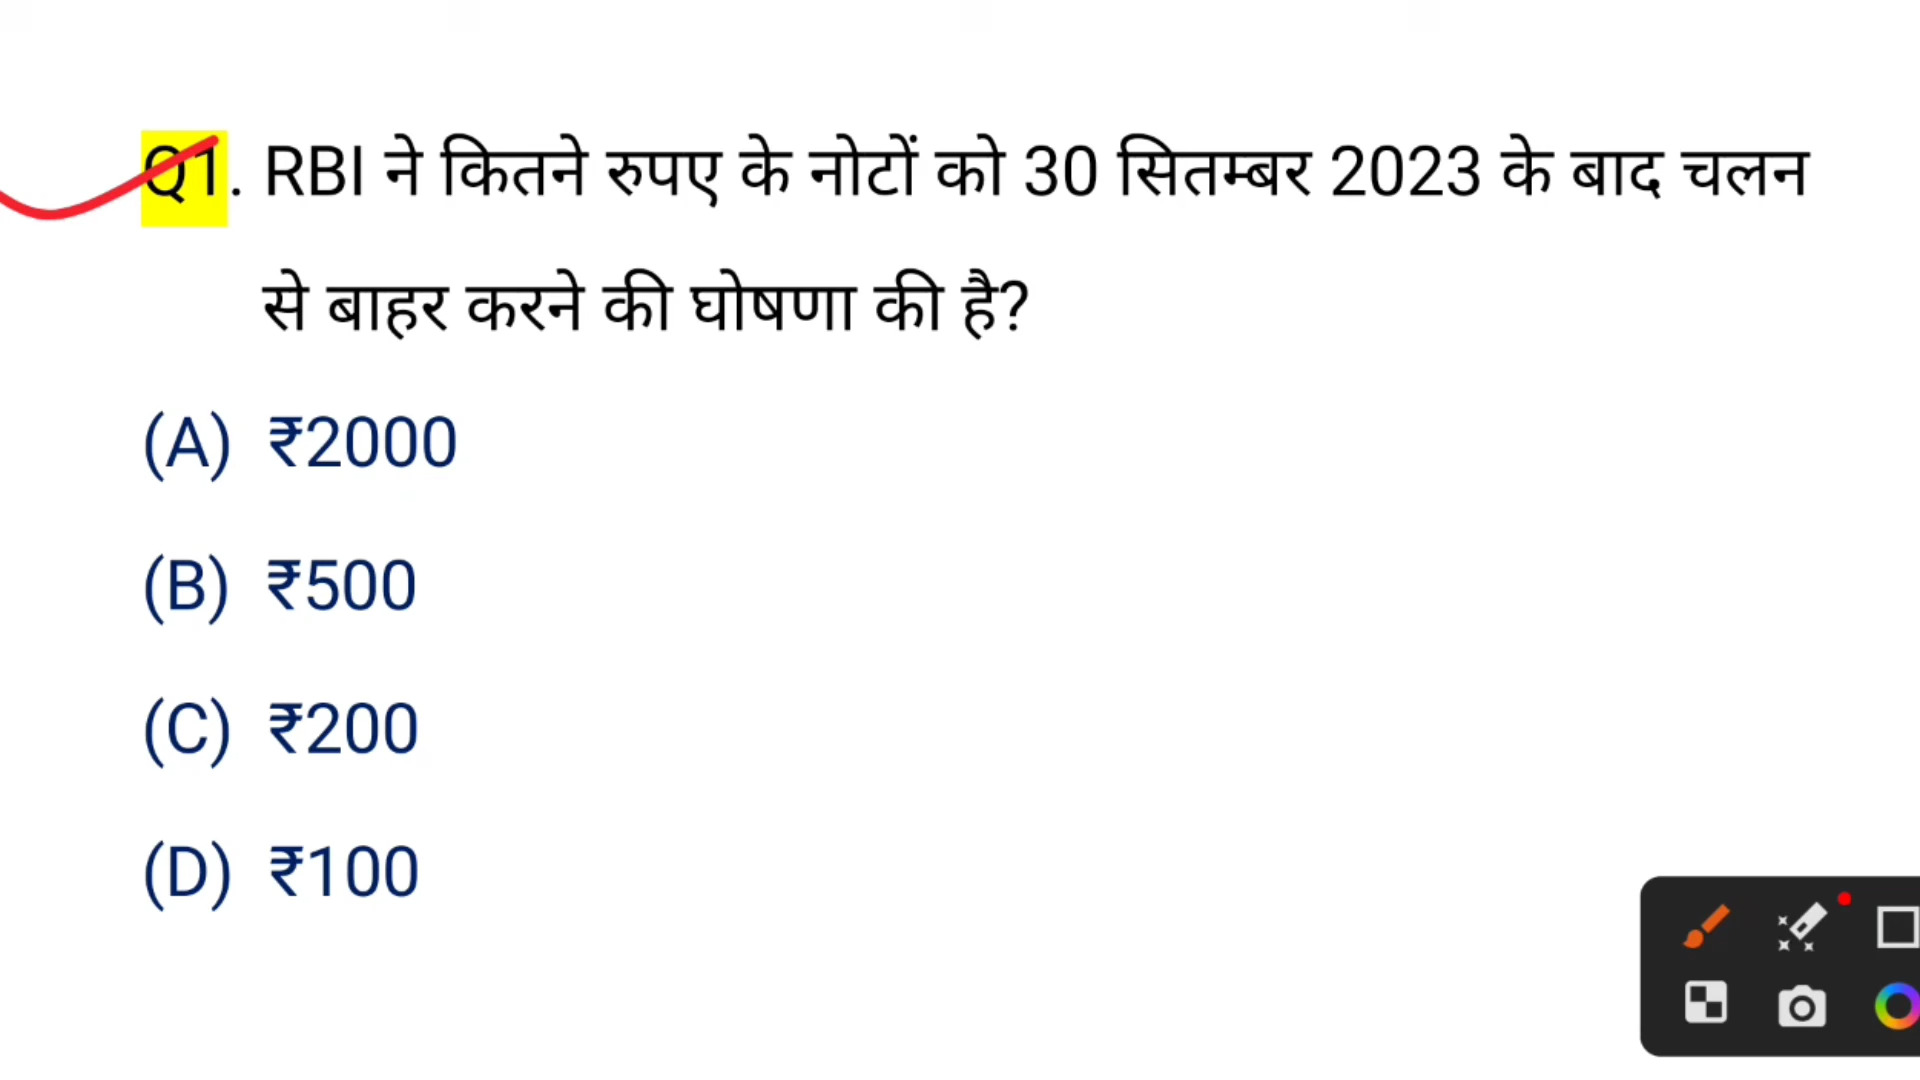 Q1. RBI ने कितने रुपए के नोटों को 30 सितम्बर 2023 के बाद चलन
से बाहर करने की घोषणा की है?
(A) ₹2000
(B) ₹500
(C) ₹200
(D) ₹100